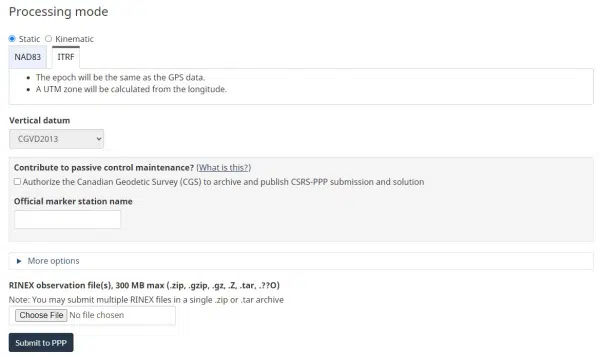 Processing mode
Static Kinematic
NAD83 ITRF
The epoch will be the same as the GPS data.
A UTM zone will be calculated from the longitude.
Vertical datum
CGVD2013
Contribute to passive control maintenance? (What is this?)
Authorize the Canadian Geodetic Survey (CGS) to archive and publish CSRS-PPP submission and solution
Official marker station name
More options
RINEX observation file(s), 300 MB max (.zip, .gzip, .gz, .Z, .tar, .??O)
Note: You may submit multiple RINEX files in a single .zip or .tar archive
Choose File No file chosen
Submit to PPP